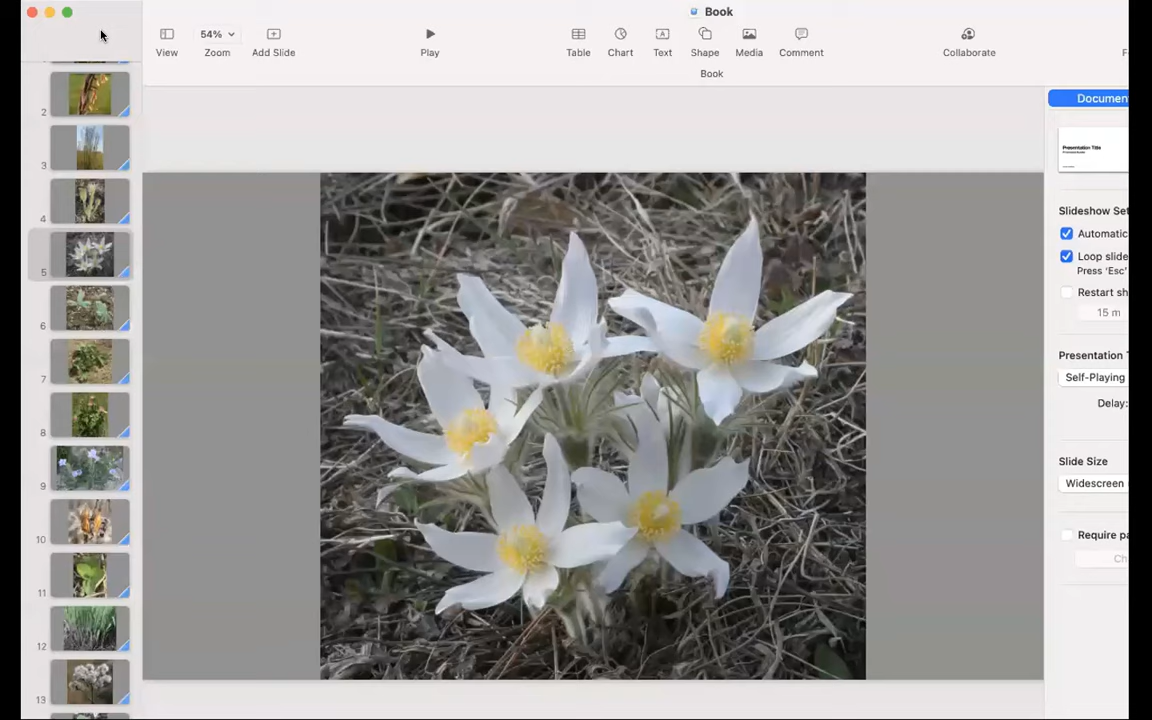 Book
View
54%
Zoom
Add Slide
Play
Table
Chart
Text
Shape
Media
Comment
Collaborate
Book
2
3
4
5
6
7
8
9
10
11
12
13
Documen
Presentation Title
Slideshow Set
Automatic
Loop slide
Press 'Esc'
Restart sh
15 m
Presentation T
Self-Playing
Delay:
Slide Size
Widescreen
Require pa
Ch